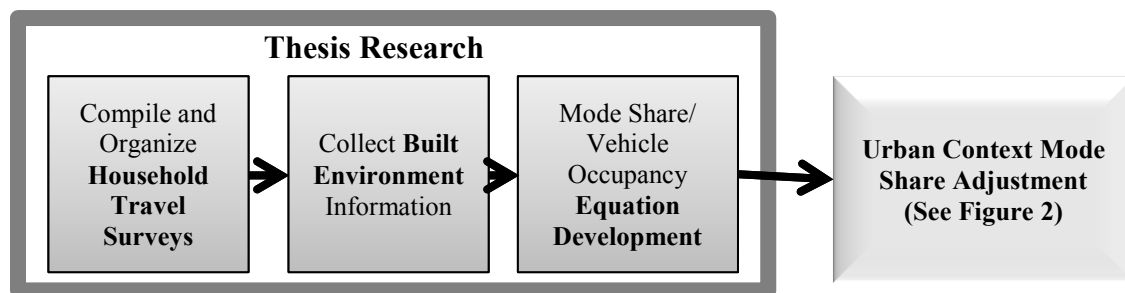 Thesis Research
Compile and
Organize
Household
Travel
Surveys
Collect Built
Environment
Information
Mode Share/
Vehicle
Occupancy
Equation
Development
Urban Context Mode
Share Adjustment
(See Figure 2)